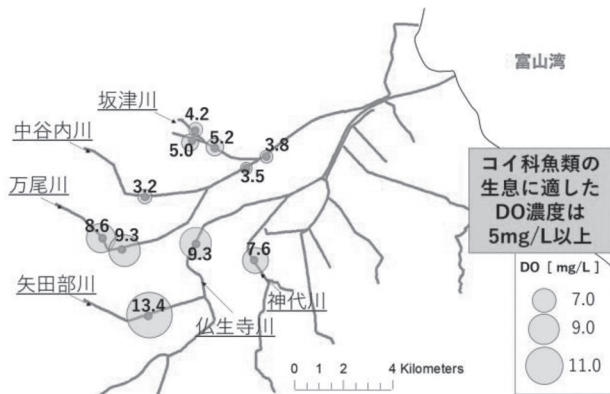 富山湾
坂津川
4.2
中谷内川
5.0
5.2
3.8
3.5
3.2
万尾川
8.6
9.3
9.3
7.6
矢田部川
13.4
仏生寺川
神代川
コイ科魚類の
生息に適した
DO濃度は
5mg/L以上
DO [ mg/L]
7.0
9.0
11.0
0 1 2 4 Kilometers